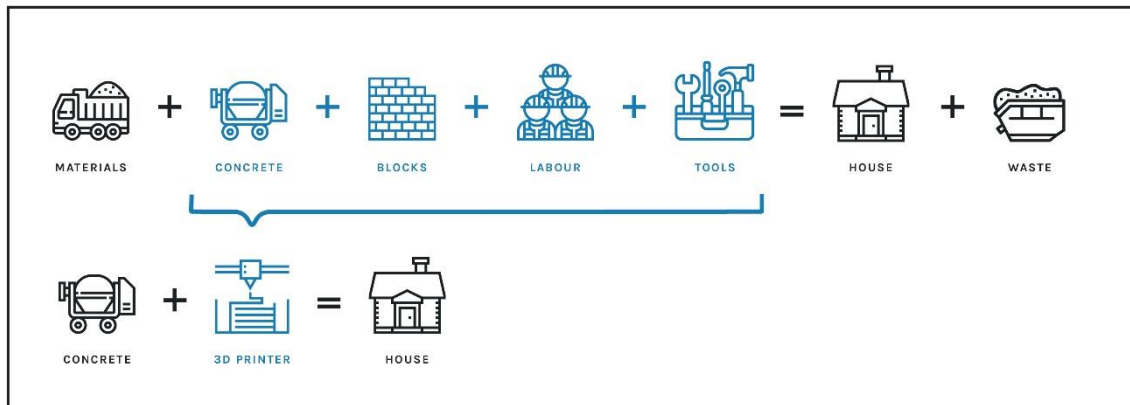 MATERIALS + CONCRETE + BLOCKS + LABOUR + TOOLS = HOUSE + WASTE
CONCRETE + 3D PRINTER = HOUSE